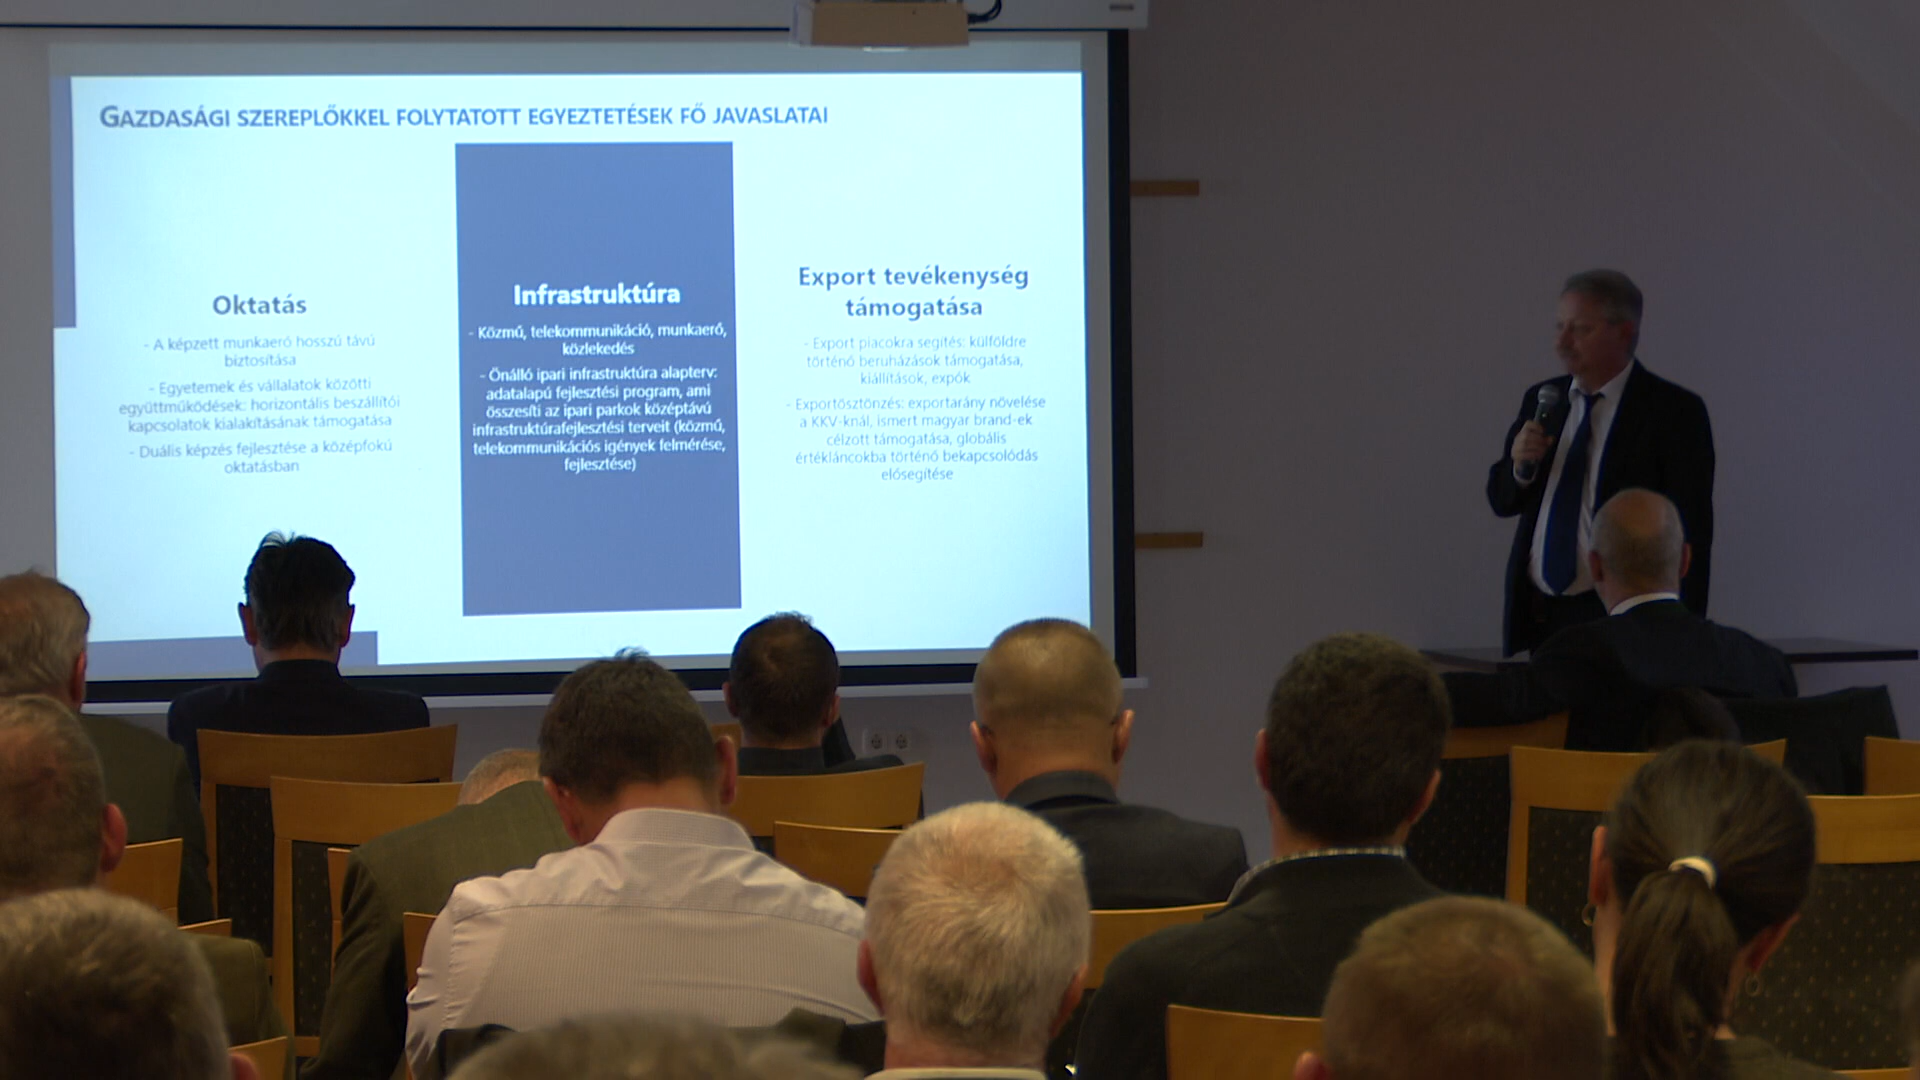 GAZDASÁGI SZEREPLŐKKEL FOLYTATOTT EGYEZTETÉSEK FŐ JAVASLATAI
Oktatás
- A képzett munkaerő hosszú távú
biztosítása
- Egyetemek és vállalatok közötti
együttműködések: horizontális beszállítói
kapcsolatok kialakításának támogatása
- Duális képzés fejlesztése a középfokú
oktatásban
Infrastruktúra
- Közmű, telekommunikáció, munkaerő,
közlekedés
- Önálló ipari infrastruktúra alapterv:
adatalapú fejlesztési program, ami
összesíti az ipari parkok középtávú
infrastruktúrafejlesztési terveit (közmű,
telekommunikációs igények felmérése,
fejlesztése)
Export tevékenység
támogatása
- Export piacokra segítés: külföldre
történő beruházások támogatása,
kiállítások, expók
- Exportösztönzés: exportarány növelése
a KKV-knál, ismert magyar brand-ek
célzott támogatása, globális
értékláncokba történő bekapcsolódás
elősegítése